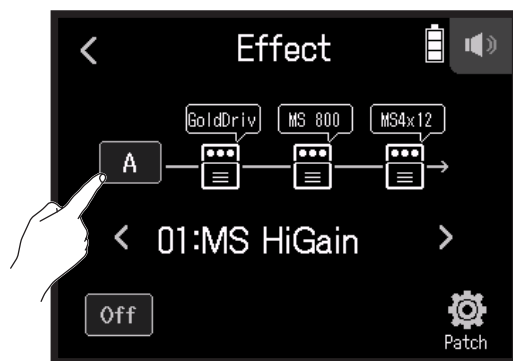 Effect
GoldDriv MS 800 MS4x12
A
01:MS HiGain
Off
Patch